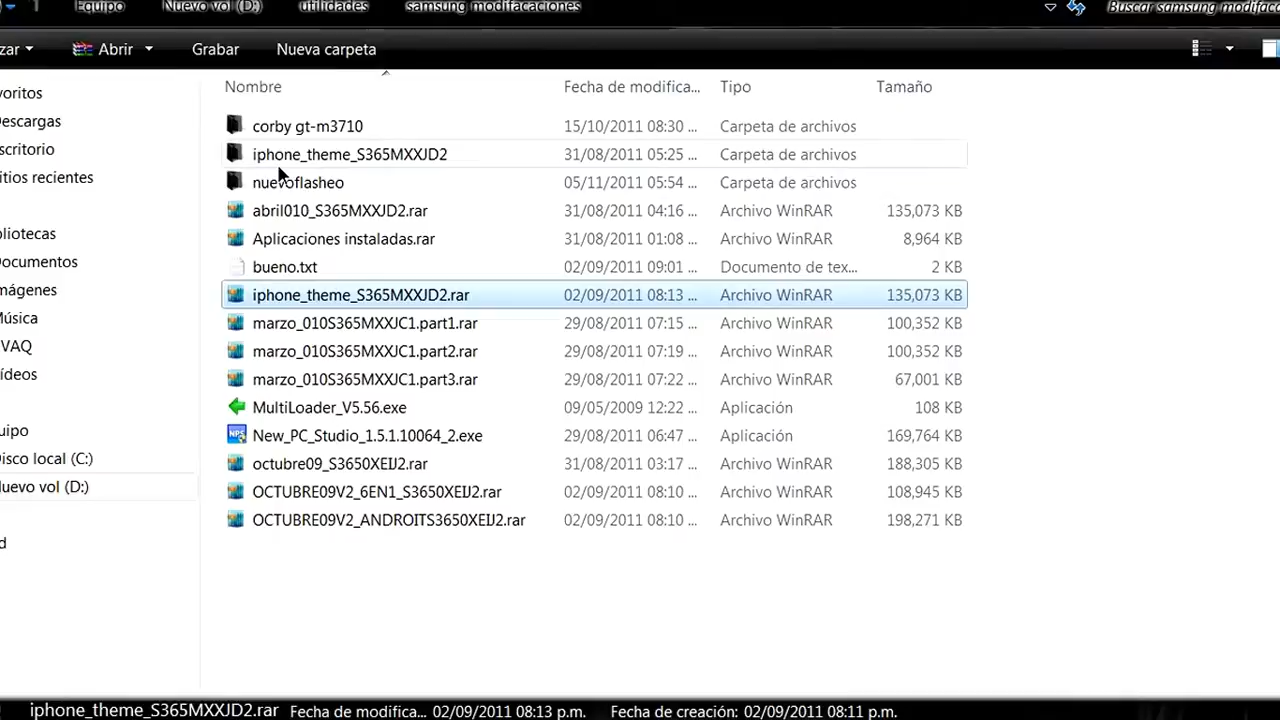 Equipo Nuevo vol (D:) utilidades samsung modifacaciones Buscar samsung modifaca
zar Abrir Grabar Nueva carpeta
Nombre Fecha de modifica... Tipo Tamaño
voritos
escargas
scritorio
itios recientes
bliotecas
ocumentos
mágenes
úsica
VAQ
ídeos
uipo
isco local (C:)
uevo vol (D:)
d
corby gt-m3710 15/10/2011 08:30 ... Carpeta de archivos
iphone_theme_S365MXXJD2 31/08/2011 05:25 ... Carpeta de archivos
nuevoflasheo 05/11/2011 05:54 ... Carpeta de archivos
abril010_S365MXXJD2.rar 31/08/2011 04:16 ... Archivo WinRAR 135,073 KB
Aplicaciones instaladas.rar 31/08/2011 01:08 ... Archivo WinRAR 8,964 KB
bueno.txt 02/09/2011 09:01 ... Documento de tex... 2 KB
iphone_theme_S365MXXJD2.rar 02/09/2011 08:13 ... Archivo WinRAR 135,073 KB
marzo_010S365MXXJC1.part1.rar 29/08/2011 07:15 ... Archivo WinRAR 100,352 KB
marzo_010S365MXXJC1.part2.rar 29/08/2011 07:19 ... Archivo WinRAR 100,352 KB
marzo_010S365MXXJC1.part3.rar 29/08/2011 07:22 ... Archivo WinRAR 67,001 KB
MultiLoader_V5.56.exe 09/05/2009 12:22 ... Aplicación 108 KB
New_PC_Studio_1.5.1.10064_2.exe 29/08/2011 06:47 ... Aplicación 169,764 KB
octubre09_S3650XEIJ2.rar 31/08/2011 03:17 ... Archivo WinRAR 188,305 KB
OCTUBRE09V2_6EN1_S3650XEIJ2.rar 02/09/2011 08:10 ... Archivo WinRAR 108,945 KB
OCTUBRE09V2_ANDROITS3650XEIJ2.rar 02/09/2011 08:10 ... Archivo WinRAR 198,271 KB
iphone_theme_S365MXXJD2.rar Fecha de modifica... 02/09/2011 08:13 p.m. Fecha de creación: 02/09/2011 08:11 p.m.